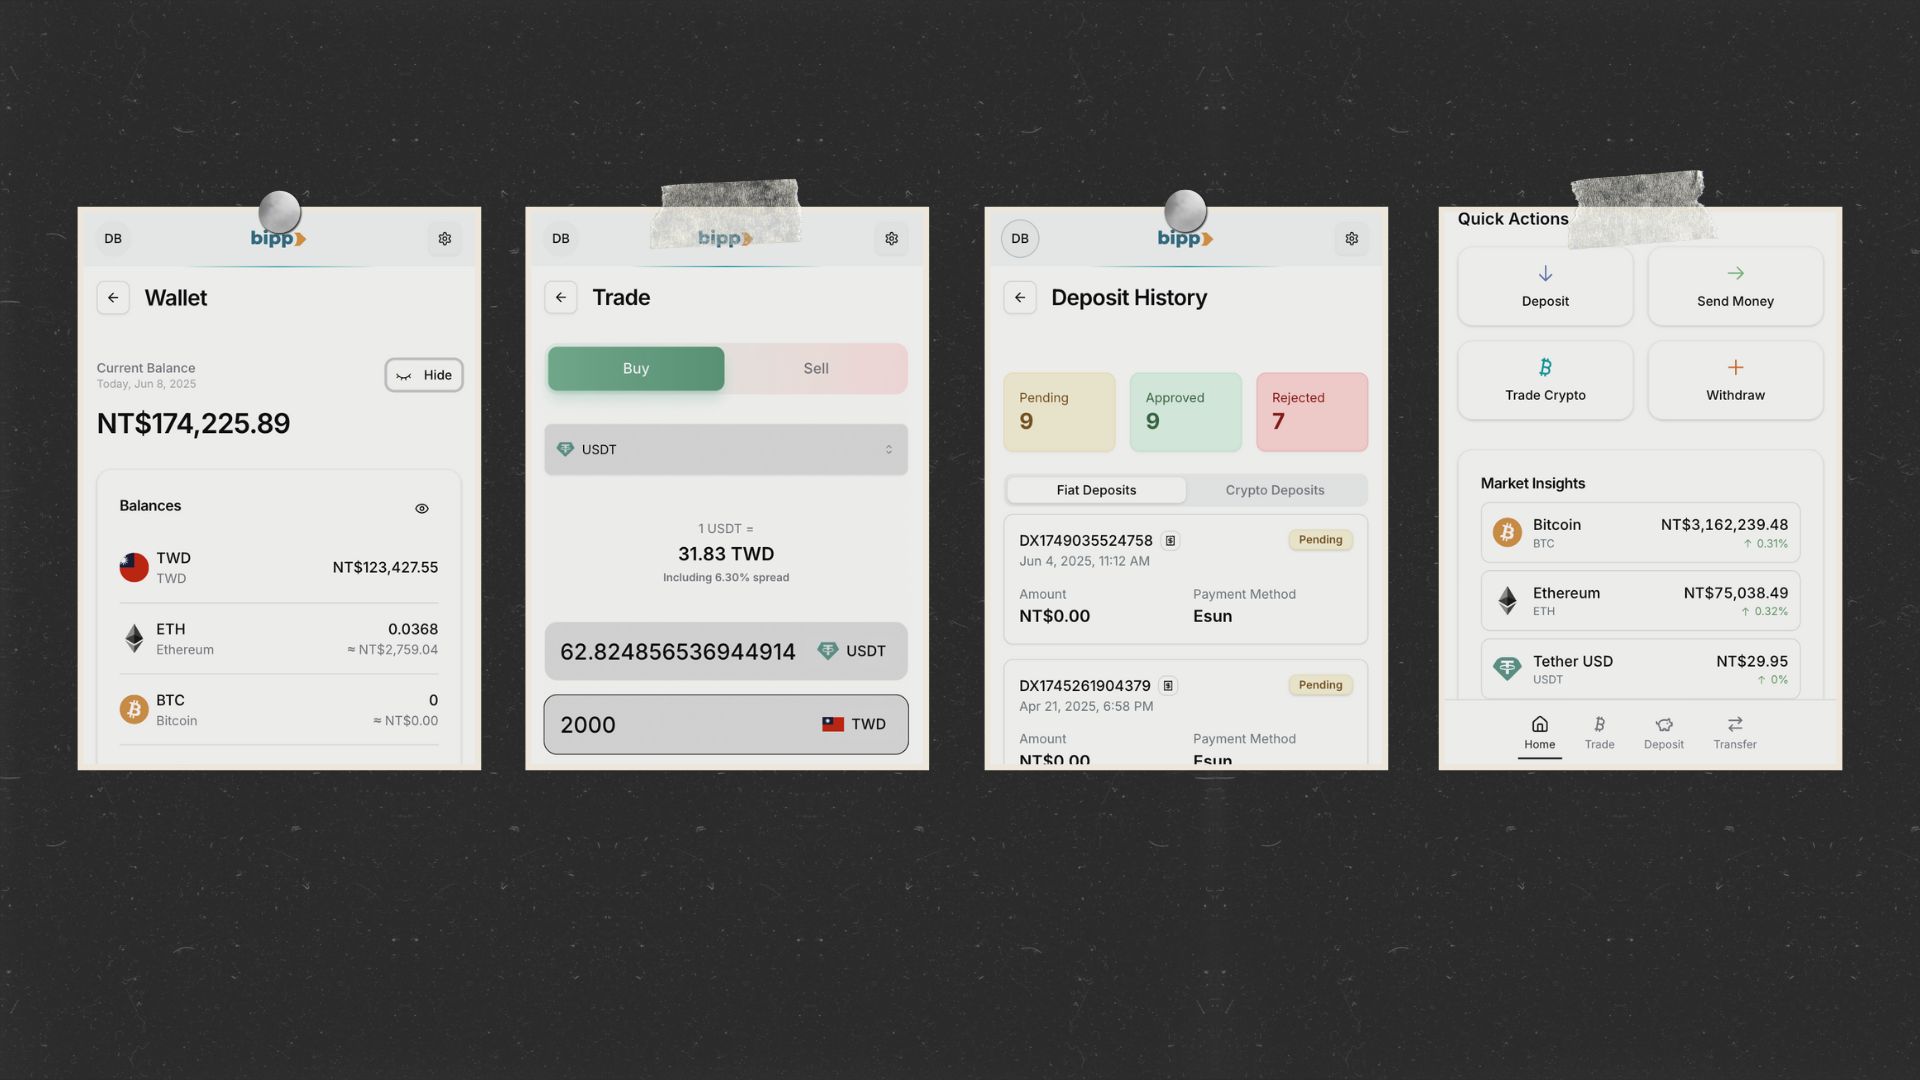 DB
bipp
Wallet
Current Balance
Today, Jun 8, 2025
Hide
NT$174,225.89
Balances
TWD
TWD
NT$123,427.55
ETH
Ethereum
0.0368
≈ NT$2,759.04
BTC
Bitcoin
0
≈ NT$0.00
DB
bipp
Trade
Buy
Sell
USDT
1 USDT =
31.83 TWD
Including 6.30% spread
62.824856536944914
USDT
2000
TWD
DB
bipp
Deposit History
Pending
9
Approved
9
Rejected
7
Fiat Deposits
Crypto Deposits
DX1749035524758
Pending
Jun 4, 2025, 11:12 AM
Amount
Payment Method
NT$0.00
Esun
DX1745261904379
Pending
Apr 21, 2025, 6:58 PM
Amount
Payment Method
NT$0.00
Esun
Quick Actions
Deposit
Send Money
Trade Crypto
Withdraw
Market Insights
Bitcoin
BTC
NT$3,162,239.48
↑ 0.31%
Ethereum
ETH
NT$75,038.49
↑ 0.32%
Tether USD
USDT
NT$29.95
↑ 0%
Home
Trade
Deposit
Transfer